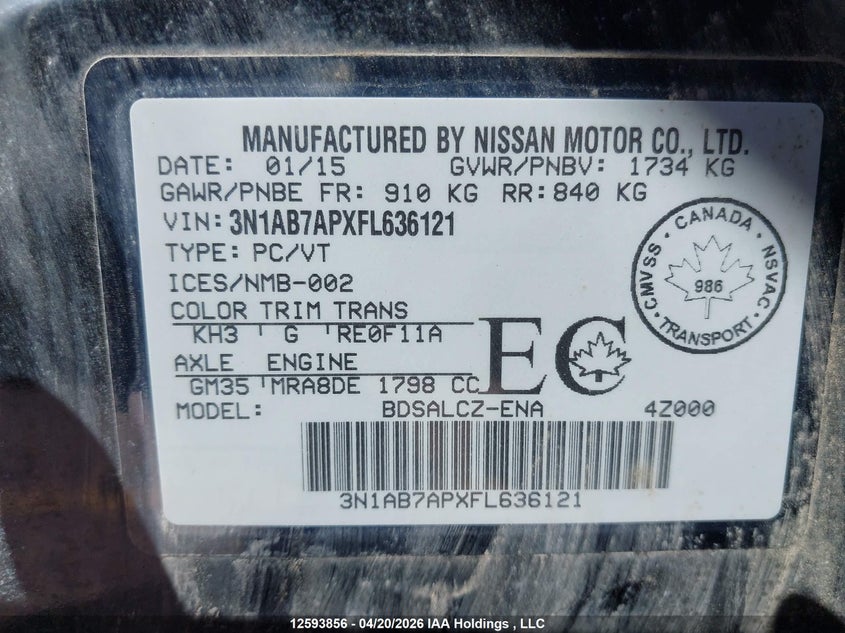 MANUFACTURED BY NISSAN MOTOR CO., LTD.
DATE: 01/15 GVWR/PNBV: 1734 KG
GAWR/PNBE FR: 910 KG RR: 840 KG
VIN: 3N1AB7APXFL636121
TYPE: PC/VT
ICES/NMB-002
COLOR TRIM TRANS
KH3 G RE0F11A
AXLE ENGINE
GM35 MRA8DE 1798 CC
EC
CANADA
CMVSS NSVAC
986
TRANSPORT
MODEL: BDSALCZ-ENA 4Z000
3N1AB7APXFL636121
12593856 - 04/20/2026 IAA Holdings , LLC